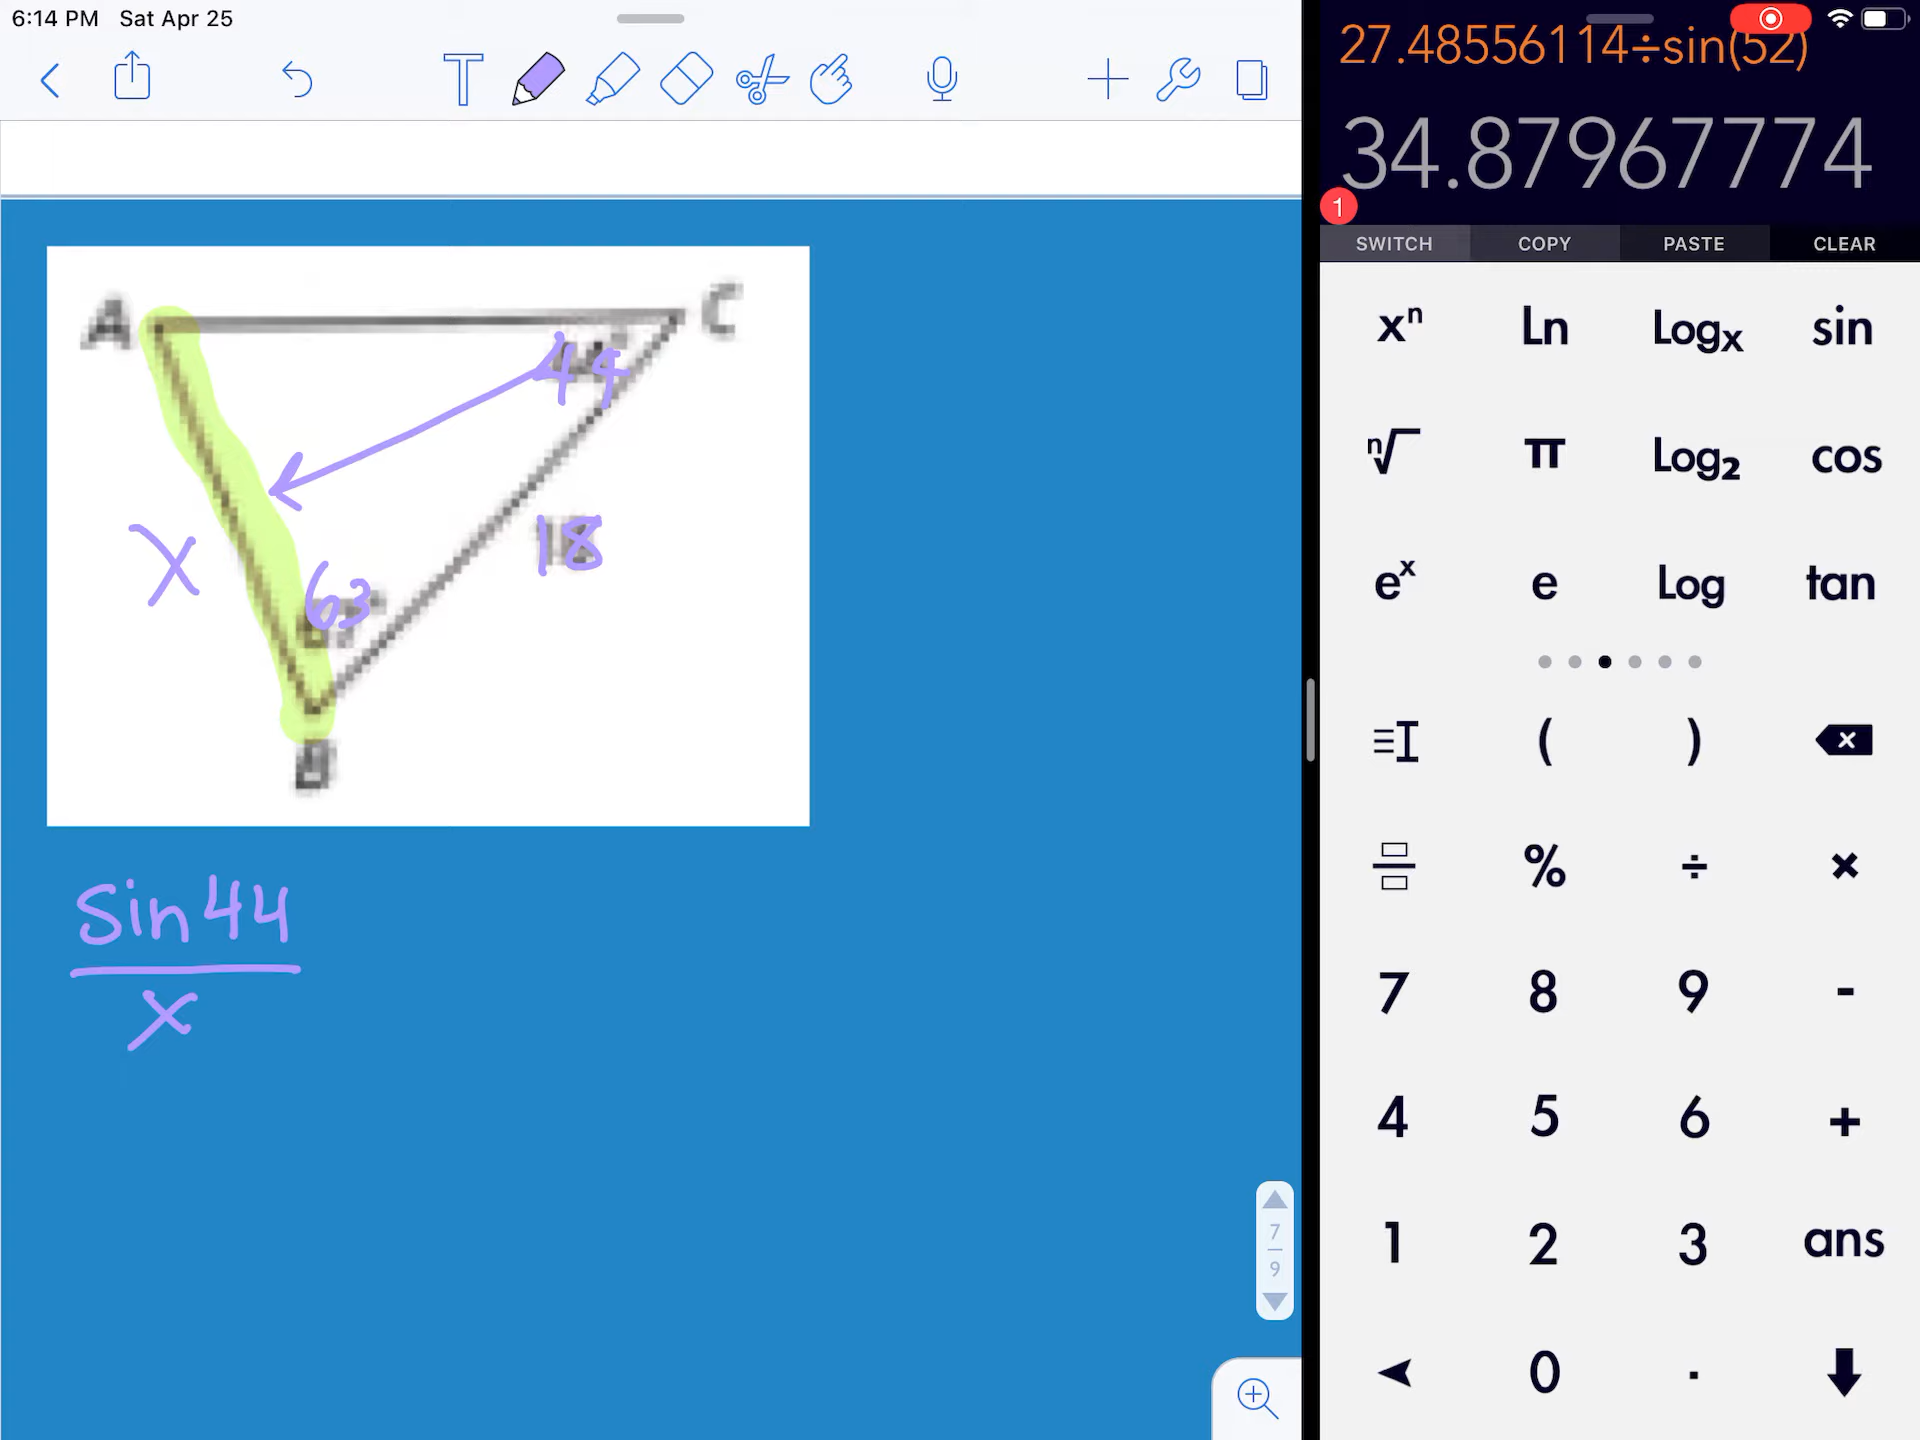 6:14 PM Sat Apr 25
27.48556114÷sin(52)
34.87967774
1
SWITCH COPY PASTE CLEAR
T
A
C
44
18
X
63
B
Sin 44
x
7
9
xⁿ Ln Logx sin
ⁿ√ π Log₂ cos
eˣ e Log tan
( )
% ÷ ×
7 8 9 -
4 5 6 +
1 2 3 ans
0 .